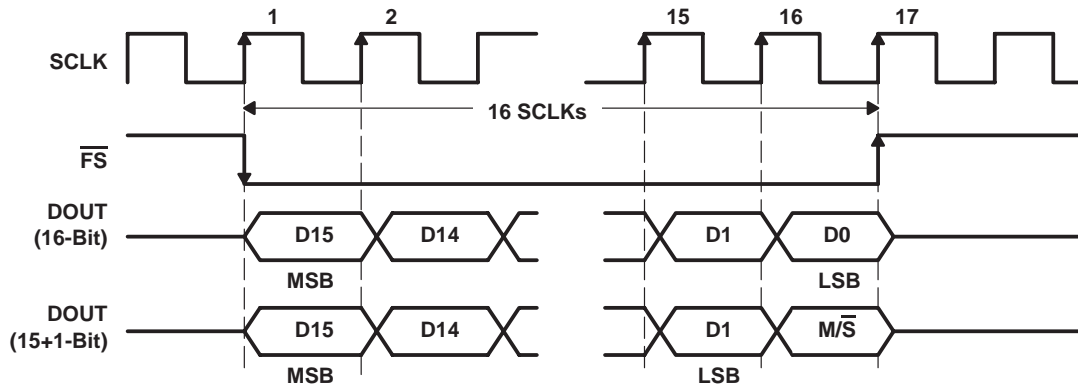 1 2 15 16 17
SCLK
16 SCLKs
F̅S̅
DOUT
(16-Bit)
D15 D14 D1 D0
MSB LSB
DOUT
(15+1-Bit)
D15 D14 D1 M/S̅
MSB LSB